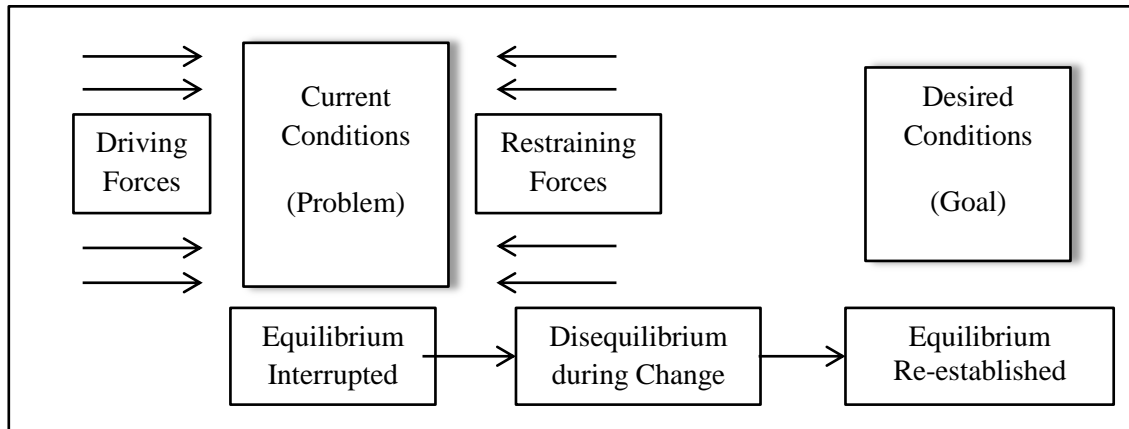 Driving
Forces
Current
Conditions
(Problem)
Restraining
Forces
Desired
Conditions
(Goal)
Equilibrium
Interrupted
Disequilibrium
during Change
Equilibrium
Re-established